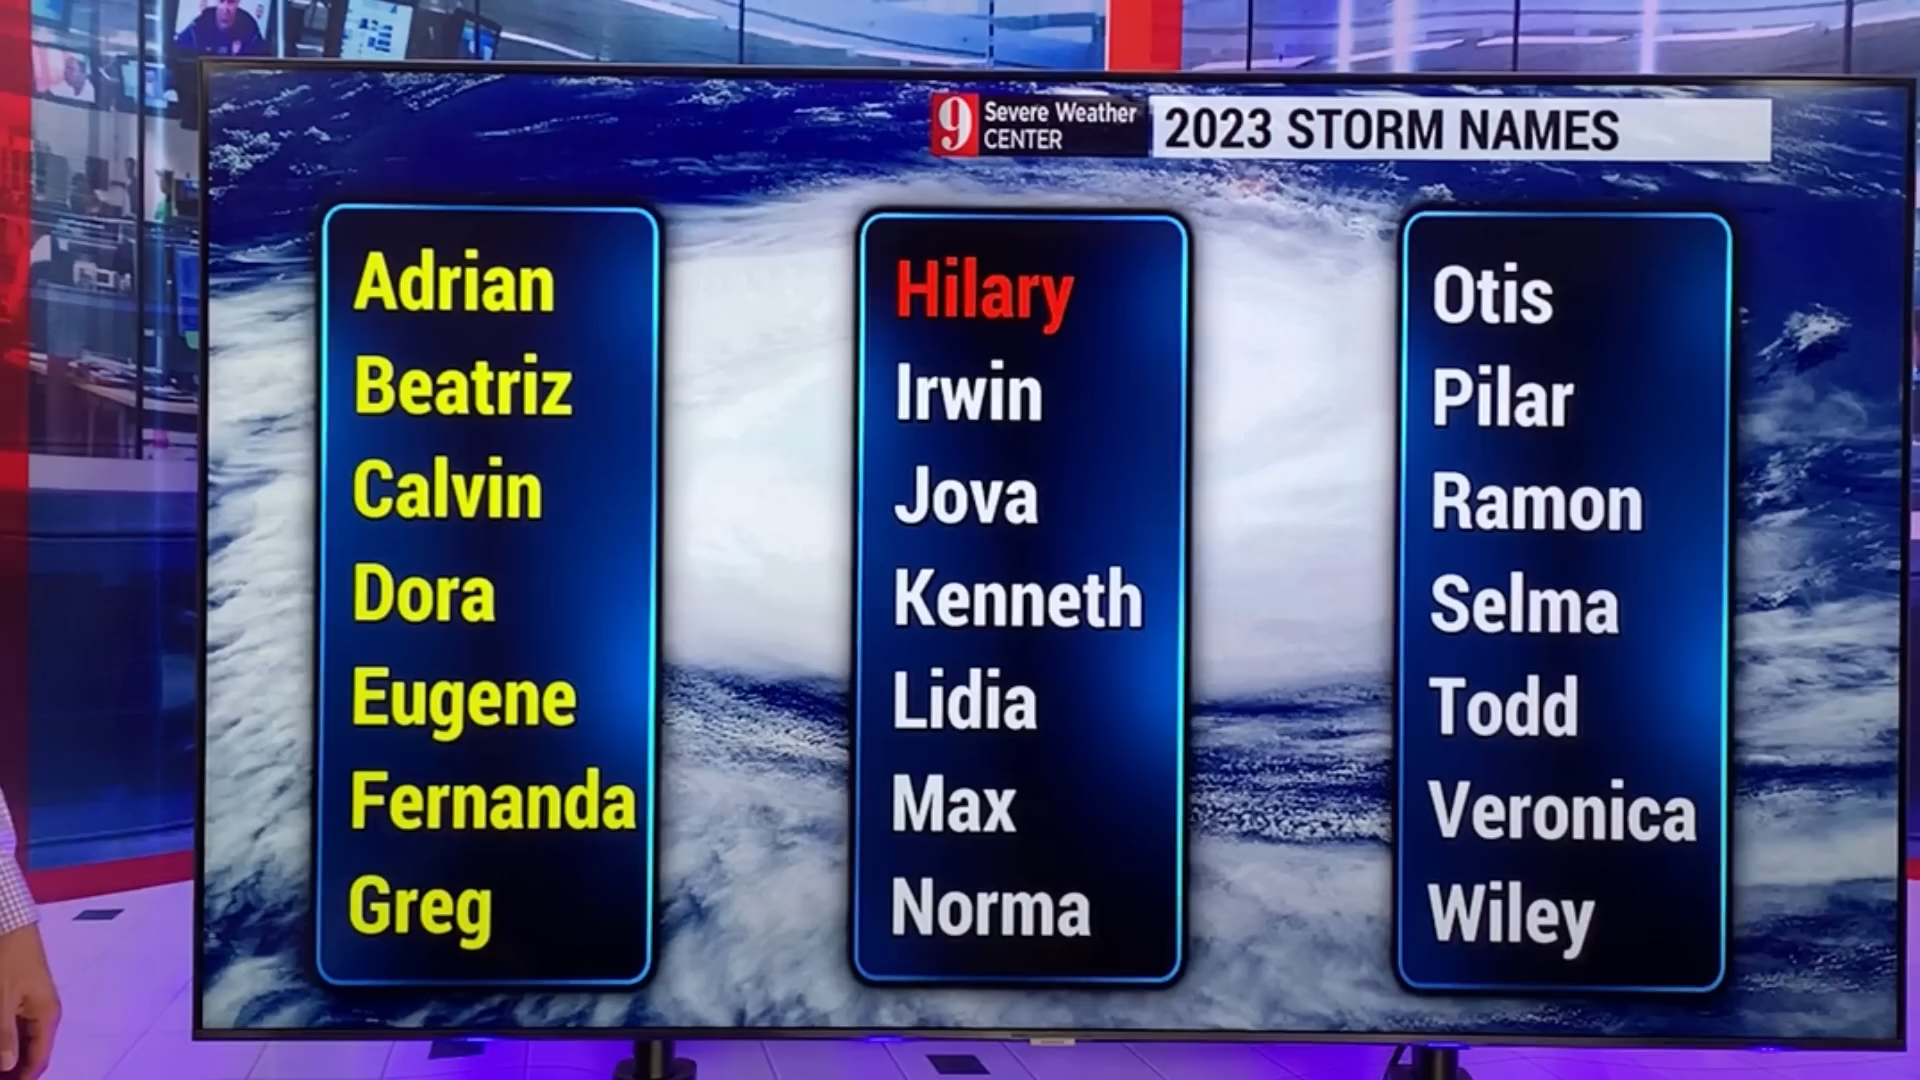 9 Severe Weather CENTER
2023 STORM NAMES
Adrian
Beatriz
Calvin
Dora
Eugene
Fernanda
Greg
Hilary
Irwin
Jova
Kenneth
Lidia
Max
Norma
Otis
Pilar
Ramon
Selma
Todd
Veronica
Wiley